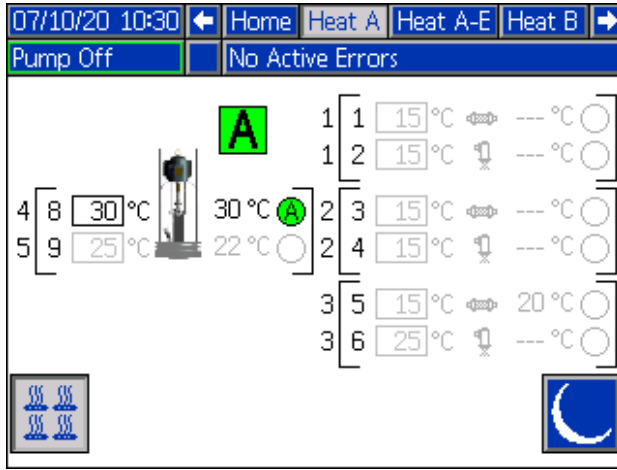 07/10/20 10:30 Home Heat A Heat A-E Heat B
Pump Off No Active Errors
A
1 1 15 °C --- °C
1 2 15 °C --- °C
4 8 30 °C 30 °C A 2 3 15 °C --- °C
5 9 25 °C 22 °C 2 4 15 °C --- °C
3 5 15 °C 20 °C
3 6 25 °C --- °C